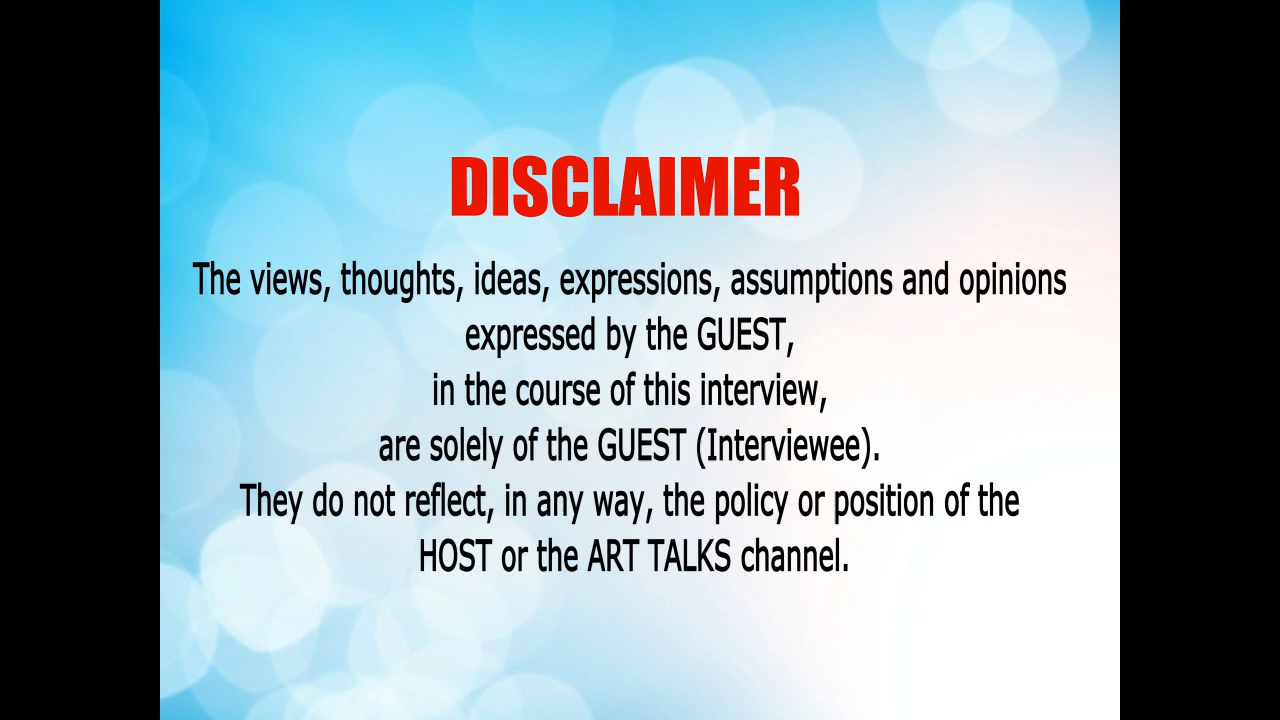 DISCLAIMER
The views, thoughts, ideas, expressions, assumptions and opinions
expressed by the GUEST,
in the course of this interview,
are solely of the GUEST (Interviewee).
They do not reflect, in any way, the policy or position of the
HOST or the ART TALKS channel.